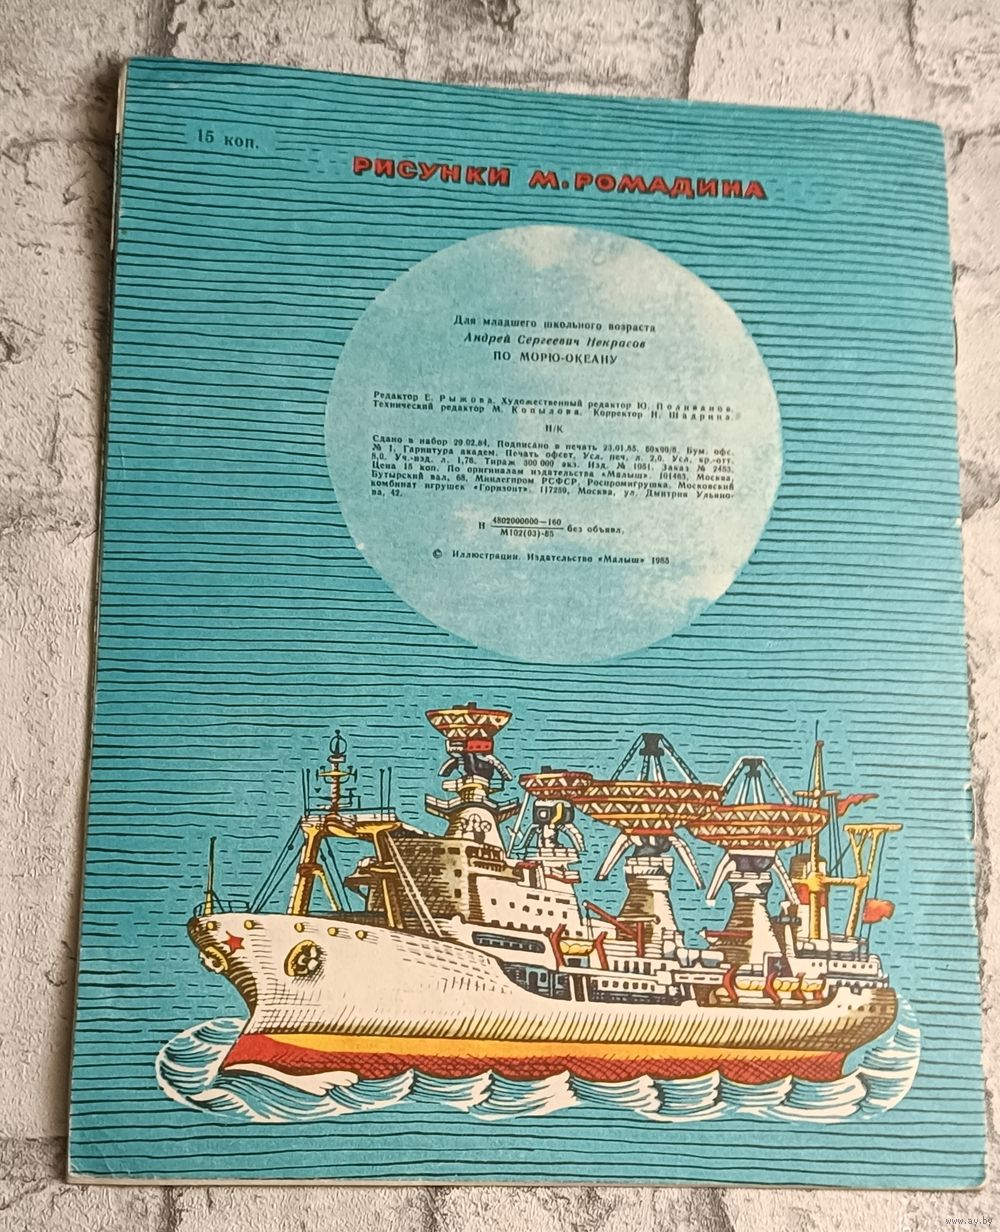 15 коп.
РИСУНКИ М.РОМАДИНА
Для младшего школьного возраста
Андрей Сергеевич Некрасов
ПО МОРЮ-ОКЕАНУ
Редактор Е. Рыжова. Художественный редактор Ю. Поливанов.
Технический редактор М. Копылова. Корректор Н. Шадрина.
И/К
Сдано в набор 29.02.84. Подписано в печать 23.01.85. 60х90/8. Бум. офс.
№ 1. Гарнитура академ. Печать офсет. Усл. печ. л. 2,0. Усл. кр.-отт.
8,0. Уч.-изд. л. 1,76. Тираж 300 000 экз. Изд. № 1051. Заказ № 2453.
Цена 15 коп. По оригиналам издательства «Малыш». 101463, Москва,
Бутырский вал, 68, Минлегпром РСФСР, Роспромигрушка. Московский
комбинат игрушек «Горизонт». 117259, Москва, ул. Дмитрия Ульяно-
ва, 42.
Н 4802000000—160 без объявл.
М102(03)-85
© Иллюстрации. Издательство «Малыш» 1985
www.ay.by